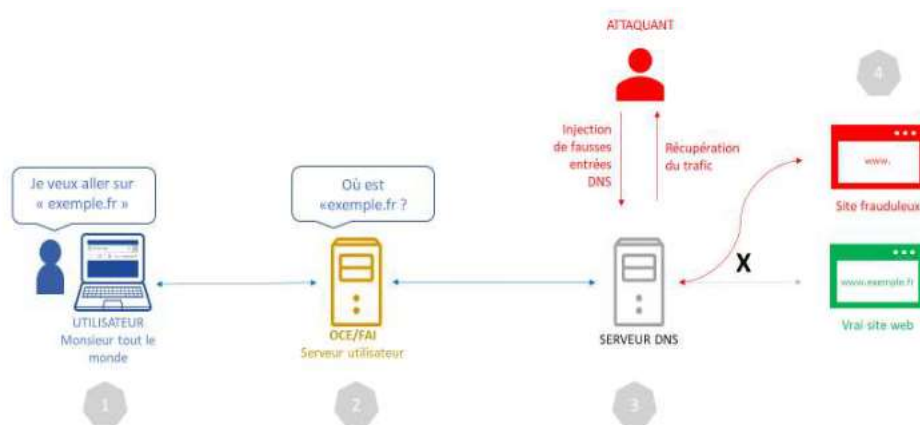 ATTAQUANT
4
Injection
de fausses
entrées
DNS
Récupération
du trafic
www.
Site frauduleux
Je veux aller sur
« exemple.fr »
Où est
«exemple.fr ?
X
www.exemple.fr
Vrai site web
UTILISATEUR
Monsieur tout le
monde
OCE/FAI
Serveur utilisateur
SERVEUR DNS
1
2
3